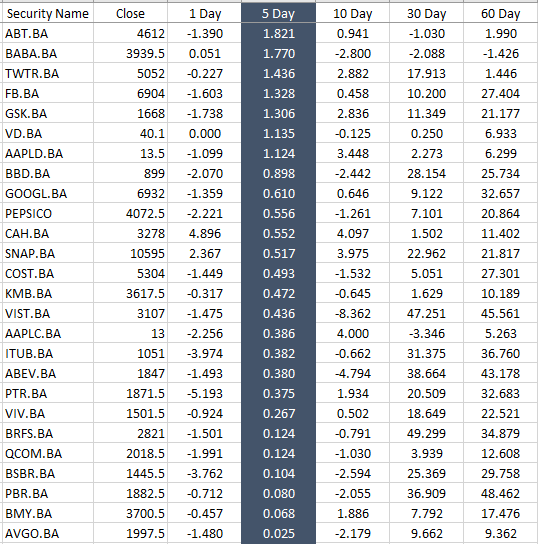 Security Name Close 1 Day 5 Day 10 Day 30 Day 60 Day
ABT.BA 4612 -1.390 1.821 0.941 -1.030 1.990
BABA.BA 3939.5 0.051 1.770 -2.800 -2.088 -1.426
TWTR.BA 5052 -0.227 1.436 2.882 17.913 1.446
FB.BA 6904 -1.603 1.328 0.458 10.200 27.404
GSK.BA 1668 -1.738 1.306 2.836 11.349 21.177
VD.BA 40.1 0.000 1.135 -0.125 0.250 6.933
AAPLD.BA 13.5 -1.099 1.124 3.448 2.273 6.299
BBD.BA 899 -2.070 0.898 -2.442 28.154 25.734
GOOGL.BA 6932 -1.359 0.610 0.646 9.122 32.657
PEPSICO 4072.5 -2.221 0.556 -1.261 7.101 20.864
CAH.BA 3278 4.896 0.552 4.097 1.502 11.402
SNAP.BA 10595 2.367 0.517 3.975 22.962 21.817
COST.BA 5304 -1.449 0.493 -1.532 5.051 27.301
KMB.BA 3617.5 -0.317 0.472 -0.645 1.629 10.189
VIST.BA 3107 -1.475 0.436 -8.362 47.251 45.561
AAPLC.BA 13 -2.256 0.386 4.000 -3.346 5.263
ITUB.BA 1051 -3.974 0.382 -0.662 31.375 36.760
ABEV.BA 1847 -1.493 0.380 -4.794 38.664 43.178
PTR.BA 1871.5 -5.193 0.375 1.934 20.509 32.683
VIV.BA 1501.5 -0.924 0.267 0.502 18.649 22.521
BRFS.BA 2821 -1.501 0.124 -0.791 49.299 34.879
QCOM.BA 2018.5 -1.991 0.124 -1.030 3.939 12.608
BSBR.BA 1445.5 -3.762 0.104 -2.594 25.369 29.758
PBR.BA 1882.5 -0.712 0.080 -2.055 36.909 48.462
BMY.BA 3700.5 -0.457 0.068 1.886 7.792 17.476
AVGO.BA 1997.5 -1.480 0.025 -2.179 9.662 9.362